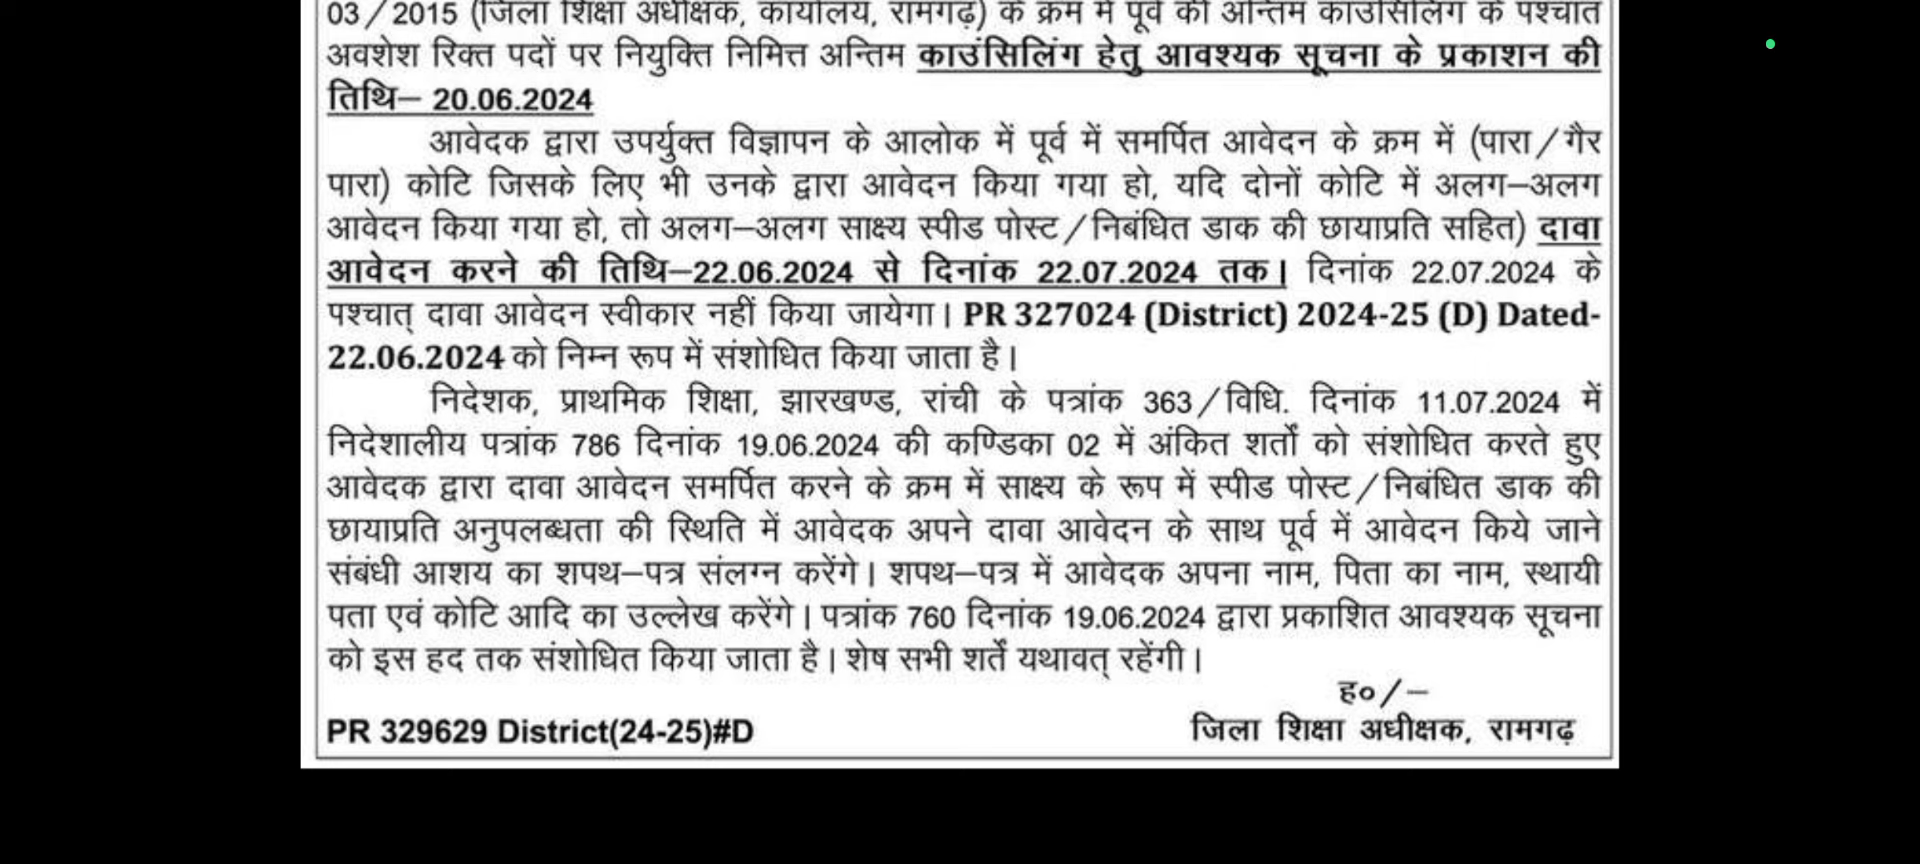 03/2015 (जिला शिक्षा अधीक्षक, कार्यालय, रामगढ़) के क्रम में पूर्व की अन्तिम काउंसिलिंग के पश्चात
अवशेश रिक्त पदों पर नियुक्ति निमित्त अन्तिम काउंसिलिंग हेतु आवश्यक सूचना के प्रकाशन की
तिथि– 20.06.2024
आवेदक द्वारा उपर्युक्त विज्ञापन के आलोक में पूर्व में समर्पित आवेदन के क्रम में (पारा/गैर
पारा) कोटि जिसके लिए भी उनके द्वारा आवेदन किया गया हो, यदि दोनों कोटि में अलग–अलग
आवेदन किया गया हो, तो अलग–अलग साक्ष्य स्पीड पोस्ट/निबंधित डाक की छायाप्रति सहित) दावा
आवेदन करने की तिथि–22.06.2024 से दिनांक 22.07.2024 तक। दिनांक 22.07.2024 के
पश्चात् दावा आवेदन स्वीकार नहीं किया जायेगा। PR 327024 (District) 2024-25 (D) Dated-
22.06.2024 को निम्न रूप में संशोधित किया जाता है।
निदेशक, प्राथमिक शिक्षा, झारखण्ड, रांची के पत्रांक 363/विधि. दिनांक 11.07.2024 में
निदेशालीय पत्रांक 786 दिनांक 19.06.2024 की कण्डिका 02 में अंकित शर्तों को संशोधित करते हुए
आवेदक द्वारा दावा आवेदन समर्पित करने के क्रम में साक्ष्य के रूप में स्पीड पोस्ट/निबंधित डाक की
छायाप्रति अनुपलब्धता की स्थिति में आवेदक अपने दावा आवेदन के साथ पूर्व में आवेदन किये जाने
संबंधी आशय का शपथ–पत्र संलग्न करेंगे। शपथ–पत्र में आवेदक अपना नाम, पिता का नाम, स्थायी
पता एवं कोटि आदि का उल्लेख करेंगे। पत्रांक 760 दिनांक 19.06.2024 द्वारा प्रकाशित आवश्यक सूचना
को इस हद तक संशोधित किया जाता है। शेष सभी शर्तें यथावत् रहेंगी।
ह०/–
PR 329629 District(24-25)#D जिला शिक्षा अधीक्षक, रामगढ़